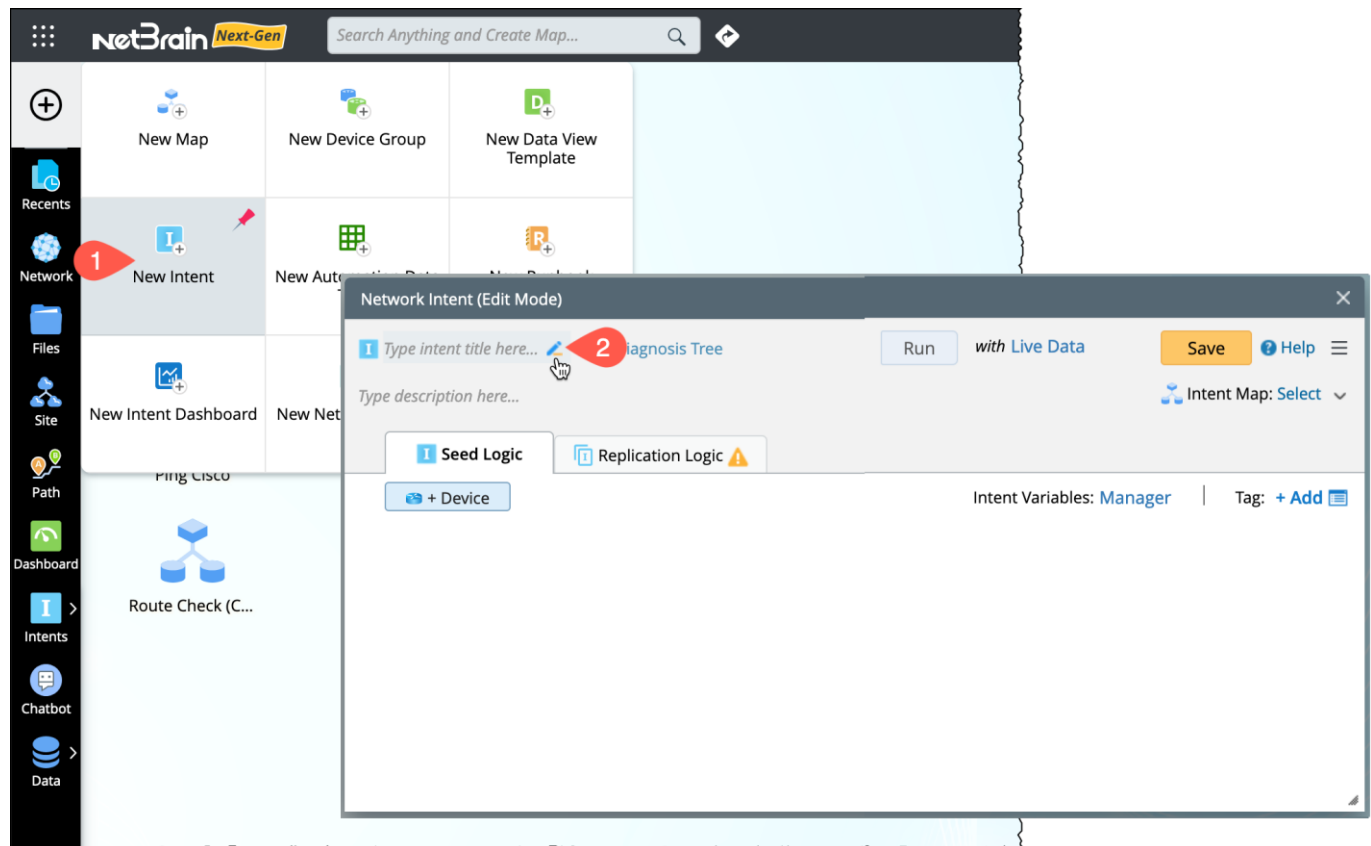 NetBrain Next-Gen
Search Anything and Create Map...
New Map
New Device Group
New Data View
Template
Recents
Network
Files
Site
Path
Dashboard
Intents
Chatbot
Data
1
New Intent
New
New Intent Dashboard
New Net
Ping Cisco
Route Check (C...
Network Intent (Edit Mode)
Type intent title here...
2
iagnosis Tree
Run
with Live Data
Save
Help
Type description here...
Intent Map: Select
Seed Logic
Replication Logic
+ Device
Intent Variables: Manager
Tag: + Add